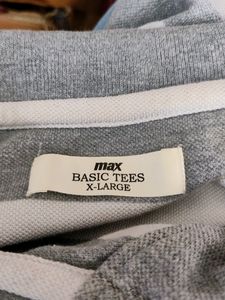 max
BASIC TEES
X-LARGE